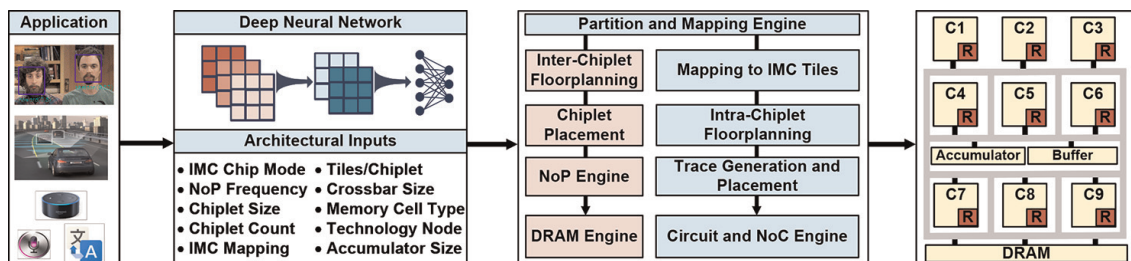 Application
文
A
Deep Neural Network
Architectural Inputs
• IMC Chip Mode
• NoP Frequency
• Chiplet Size
• Chiplet Count
• IMC Mapping
• Tiles/Chiplet
• Crossbar Size
• Memory Cell Type
• Technology Node
• Accumulator Size
Partition and Mapping Engine
Inter-Chiplet
Floorplanning
Chiplet
Placement
NoP Engine
DRAM Engine
Mapping to IMC Tiles
Intra-Chiplet
Floorplanning
Trace Generation and
Placement
Circuit and NoC Engine
C1 R C2 R C3 R
C4 R C5 R C6 R
Accumulator Buffer
C7 R C8 R C9 R
DRAM